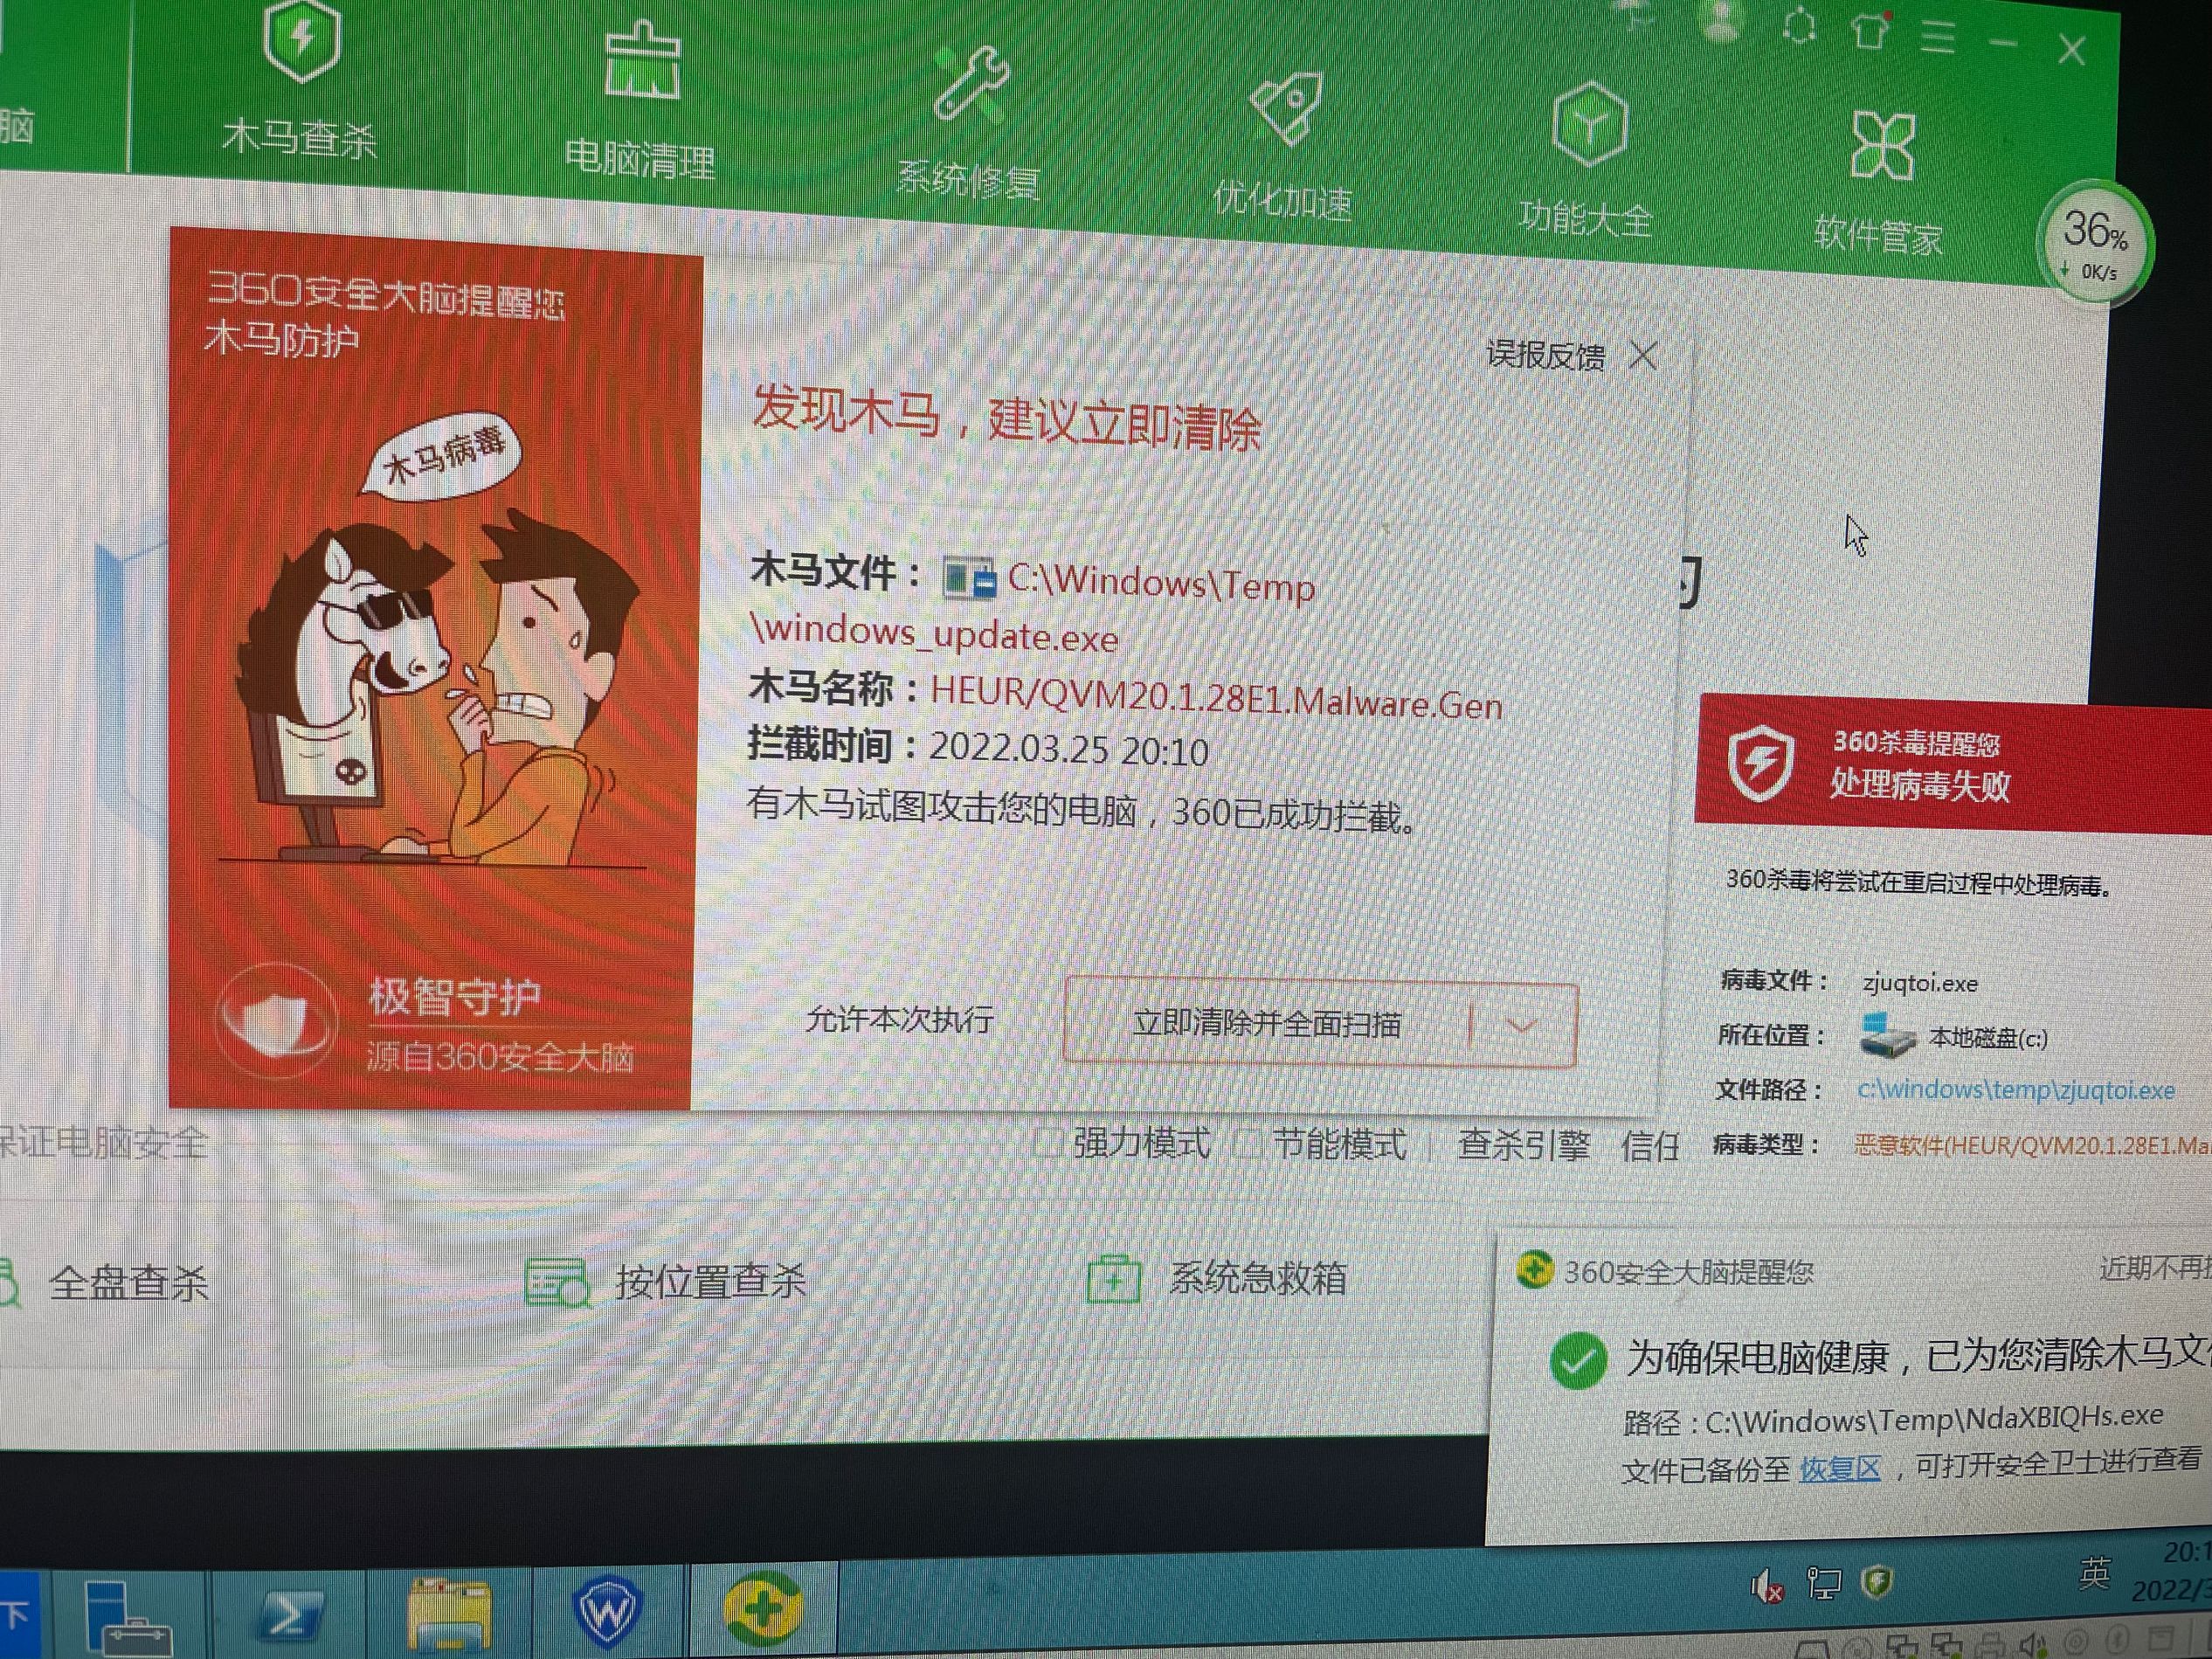 脑
木马查杀
电脑清理
系统修复
优化加速
功能大全
软件管家
36%
0K/s
360安全大脑提醒您
木马防护
木马病毒
极智守护
源自360安全大脑
误报反馈
发现木马,建议立即清除
木马文件: C:\Windows\Temp
\windows_update.exe
木马名称:HEUR/QVM20.1.28E1.Malware.Gen
拦截时间:2022.03.25 20:10
有木马试图攻击您的电脑,360已成功拦截。
允许本次执行
立即清除并全面扫描
360杀毒提醒您
处理病毒失败
360杀毒将尝试在重启过程中处理病毒。
病毒文件: zjuqtoi.exe
所在位置: 本地磁盘(c:)
文件路径: c:\windows\temp\zjuqtoi.exe
病毒类型: 恶意软件(HEUR/QVM20.1.28E1.Ma
保证电脑安全
强力模式 节能模式 | 查杀引擎 信任
全盘查杀
按位置查杀
系统急救箱
360安全大脑提醒您
近期不再
为确保电脑健康,已为您清除木马文
路径:C:\Windows\Temp\NdaXBIQHs.exe
文件已备份至 恢复区 ,可打开安全卫士进行查看
下
W
英
20:1
2022/3